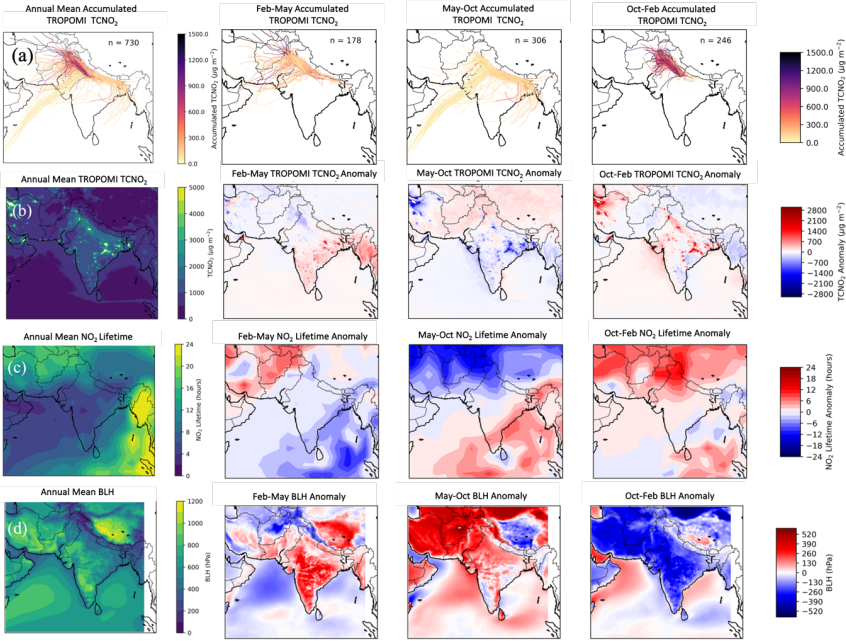 Annual Mean Accumulated
TROPOMI TCNO₂
Feb-May Accumulated
TROPOMI TCNO₂
May-Oct Accumulated
TROPOMI TCNO₂
Oct-Feb Accumulated
TROPOMI TCNO₂
(a)
n = 730
n = 178
n = 306
n = 246
1500.0
1200.0
900.0
600.0
300.0
0.0
Accumulated TCNO₂ (µg m⁻²)
1500.0
1200.0
900.0
600.0
300.0
0.0
Accumulated TCNO₂ (µg m⁻²)
Annual Mean TROPOMI TCNO₂
Feb-May TROPOMI TCNO₂ Anomaly
May-Oct TROPOMI TCNO₂ Anomaly
Oct-Feb TROPOMI TCNO₂ Anomaly
(b)
5000
4000
3000
2000
1000
0
TCNO₂ (µg m⁻²)
2800
2100
1400
700
0
−700
−1400
−2100
−2800
TCNO₂ Anomaly (µg m⁻²)
Annual Mean NO₂ Lifetime
Feb-May NO₂ Lifetime Anomaly
May-Oct NO₂ Lifetime Anomaly
Oct-Feb NO₂ Lifetime Anomaly
(c)
24
20
16
12
8
4
0
NO₂ Lifetime (hours)
24
18
12
6
0
−6
−12
−18
−24
NO₂ Lifetime Anomaly (hours)
Annual Mean BLH
Feb-May BLH Anomaly
May-Oct BLH Anomaly
Oct-Feb BLH Anomaly
(d)
1200
1000
800
600
400
200
0
BLH (hPa)
520
390
260
130
0
−130
−260
−390
−520
BLH (hPa)